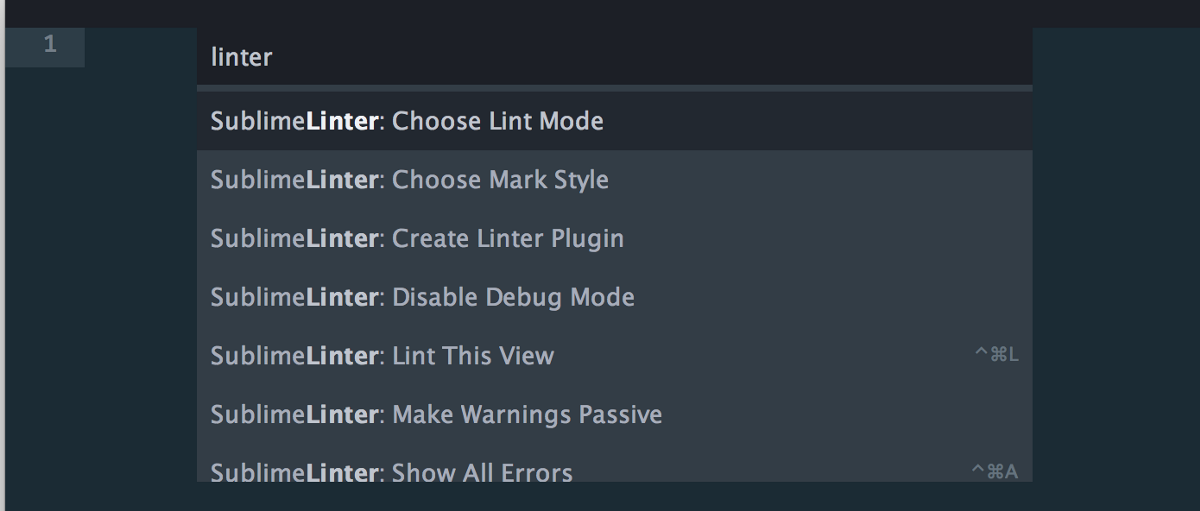 1
linter
SublimeLinter: Choose Lint Mode
SublimeLinter: Choose Mark Style
SublimeLinter: Create Linter Plugin
SublimeLinter: Disable Debug Mode
SublimeLinter: Lint This View ^⌘L
SublimeLinter: Make Warnings Passive
SublimeLinter: Show All Errors ^⌘A